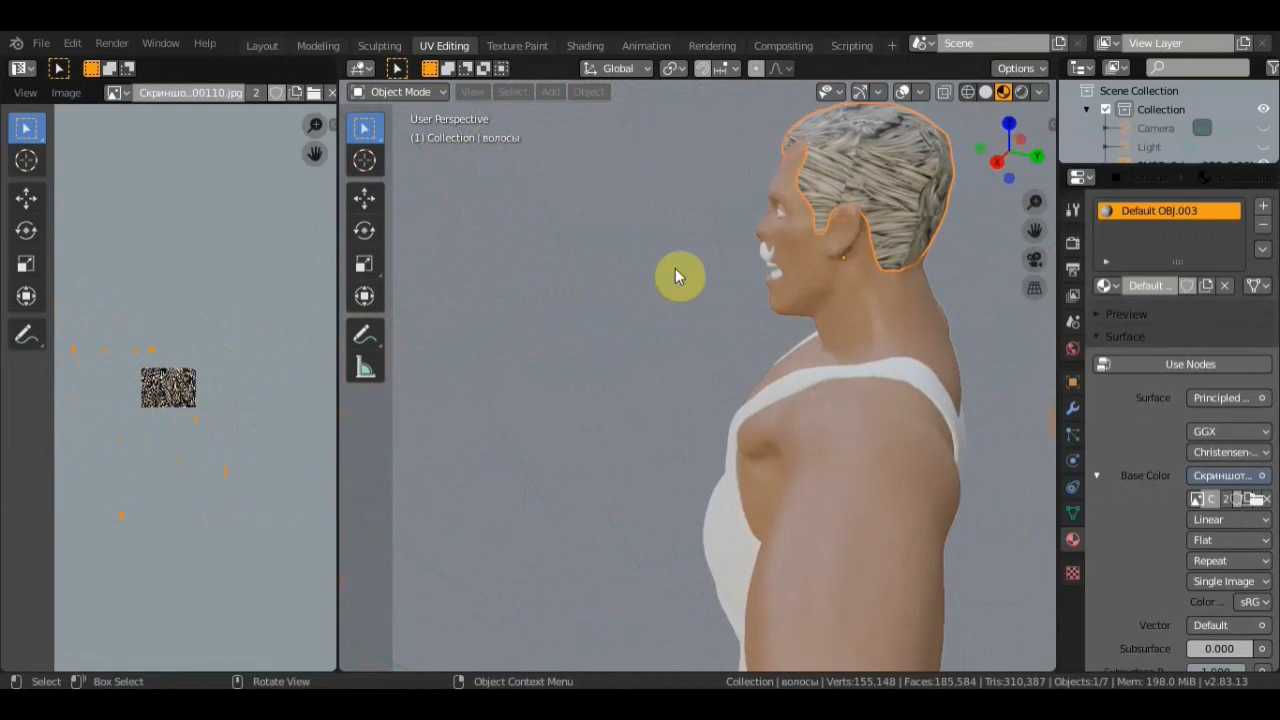 File Edit Render Window Help Layout Modeling Sculpting UV Editing Texture Paint Shading Animation Rendering Compositing Scripting + Scene View Layer
Global Options
View Image Скриншо...00110.jpg 2 Object Mode View Select Add Object
Scene Collection
User Perspective
(1) Collection | волосы
Collection
Camera
Light
Z
Y
X
Default OBJ.003
Default ...
Preview
Surface
Use Nodes
Surface Principled ...
GGX
Christensen-...
Base Color Скриншот...
С 2
Linear
Flat
Repeat
Single Image
Color ... sRG
Vector Default
Subsurface 0.000
Select Box Select Rotate View Object Context Menu Collection | волосы | Verts:155,148 | Faces:185,584 | Tris:310,387 | Objects:1/7 | Mem: 198.0 MiB | v2.83.13